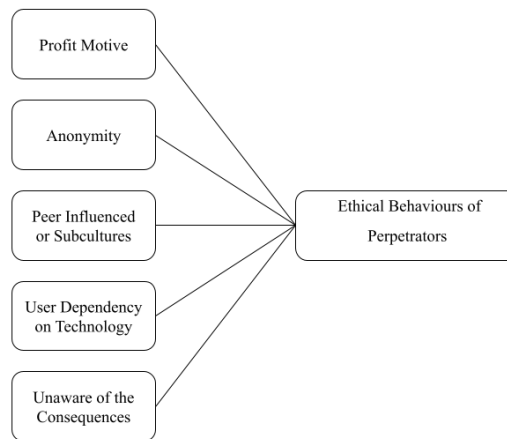 Profit Motive
Anonymity
Peer Influenced
or Subcultures
User Dependency
on Technology
Unaware of the
Consequences
Ethical Behaviours of
Perpetrators